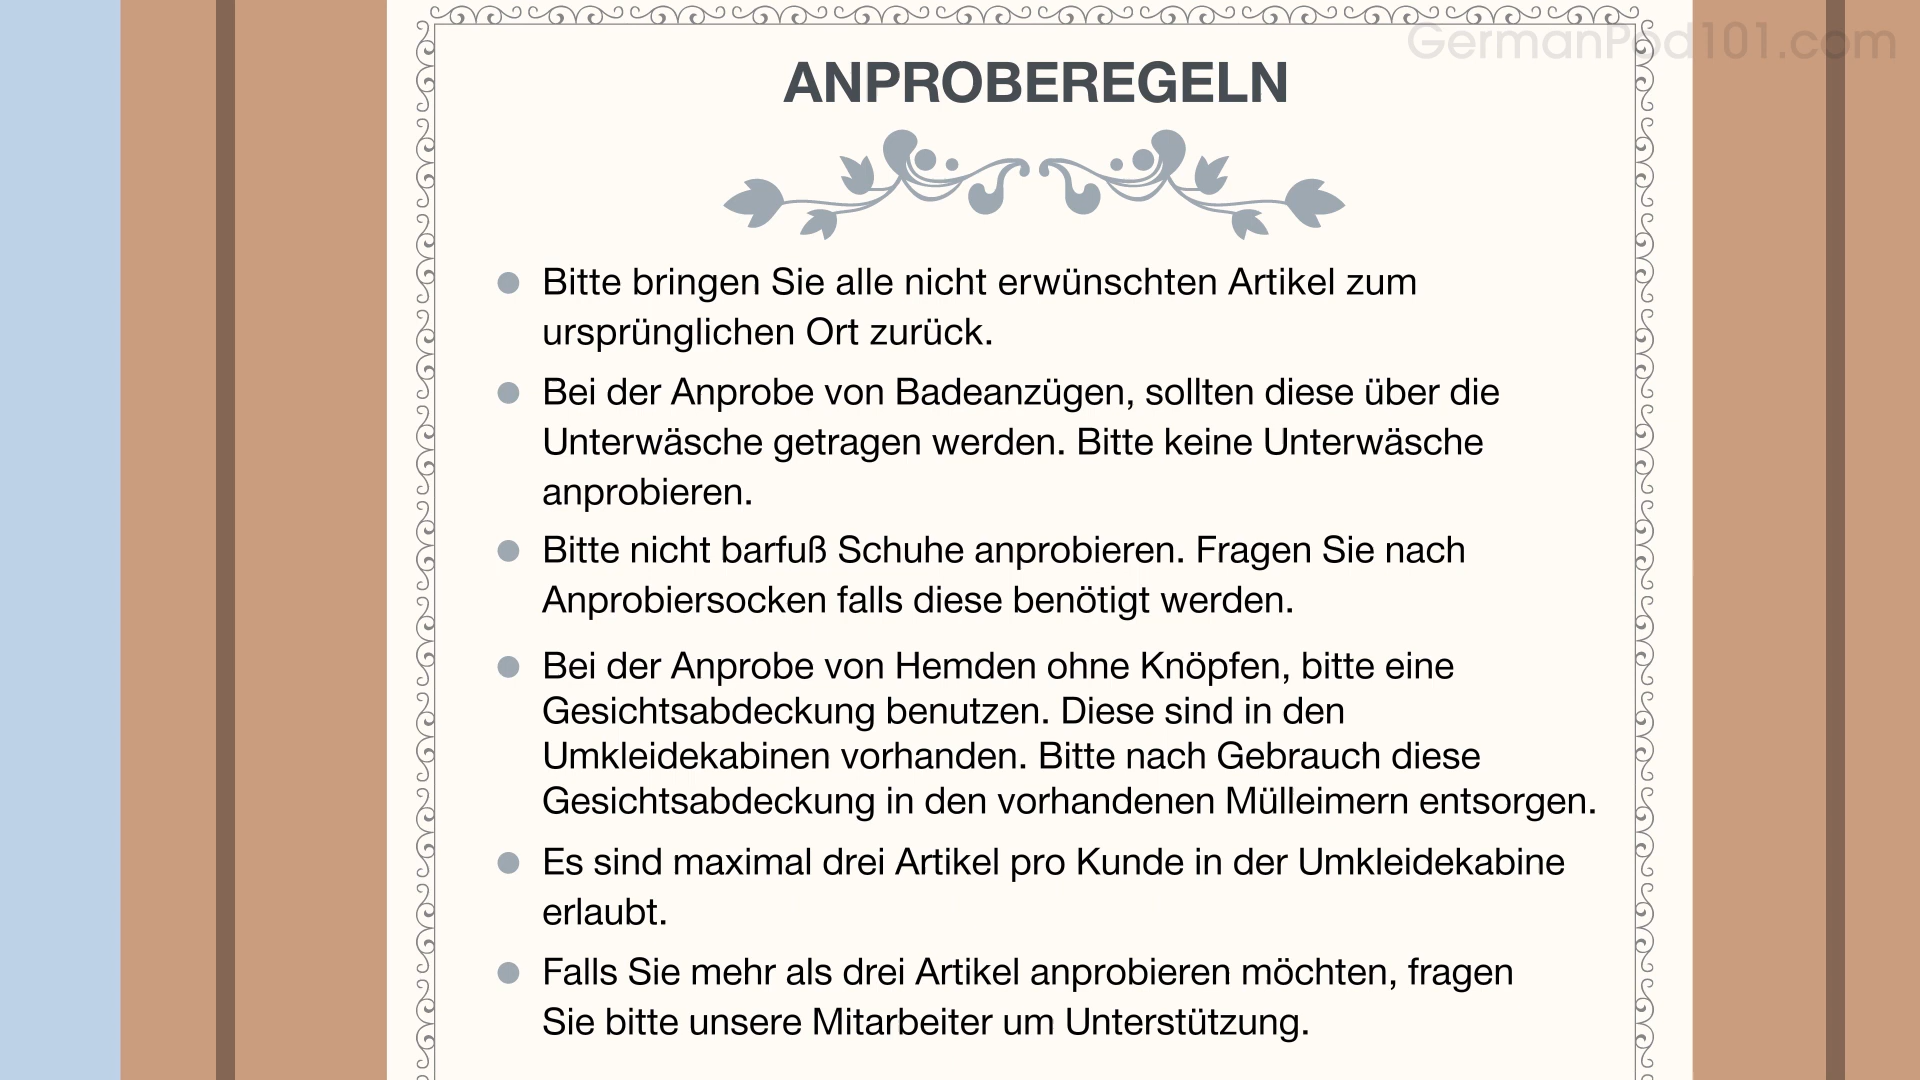 GermanPod101.com
ANPROBEREGELN
Bitte bringen Sie alle nicht erwünschten Artikel zum
ursprünglichen Ort zurück.
Bei der Anprobe von Badeanzügen, sollten diese über die
Unterwäsche getragen werden. Bitte keine Unterwäsche
anprobieren.
Bitte nicht barfuß Schuhe anprobieren. Fragen Sie nach
Anprobiersocken falls diese benötigt werden.
Bei der Anprobe von Hemden ohne Knöpfen, bitte eine
Gesichtsabdeckung benutzen. Diese sind in den
Umkleidekabinen vorhanden. Bitte nach Gebrauch diese
Gesichtsabdeckung in den vorhandenen Mülleimern entsorgen.
Es sind maximal drei Artikel pro Kunde in der Umkleidekabine
erlaubt.
Falls Sie mehr als drei Artikel anprobieren möchten, fragen
Sie bitte unsere Mitarbeiter um Unterstützung.